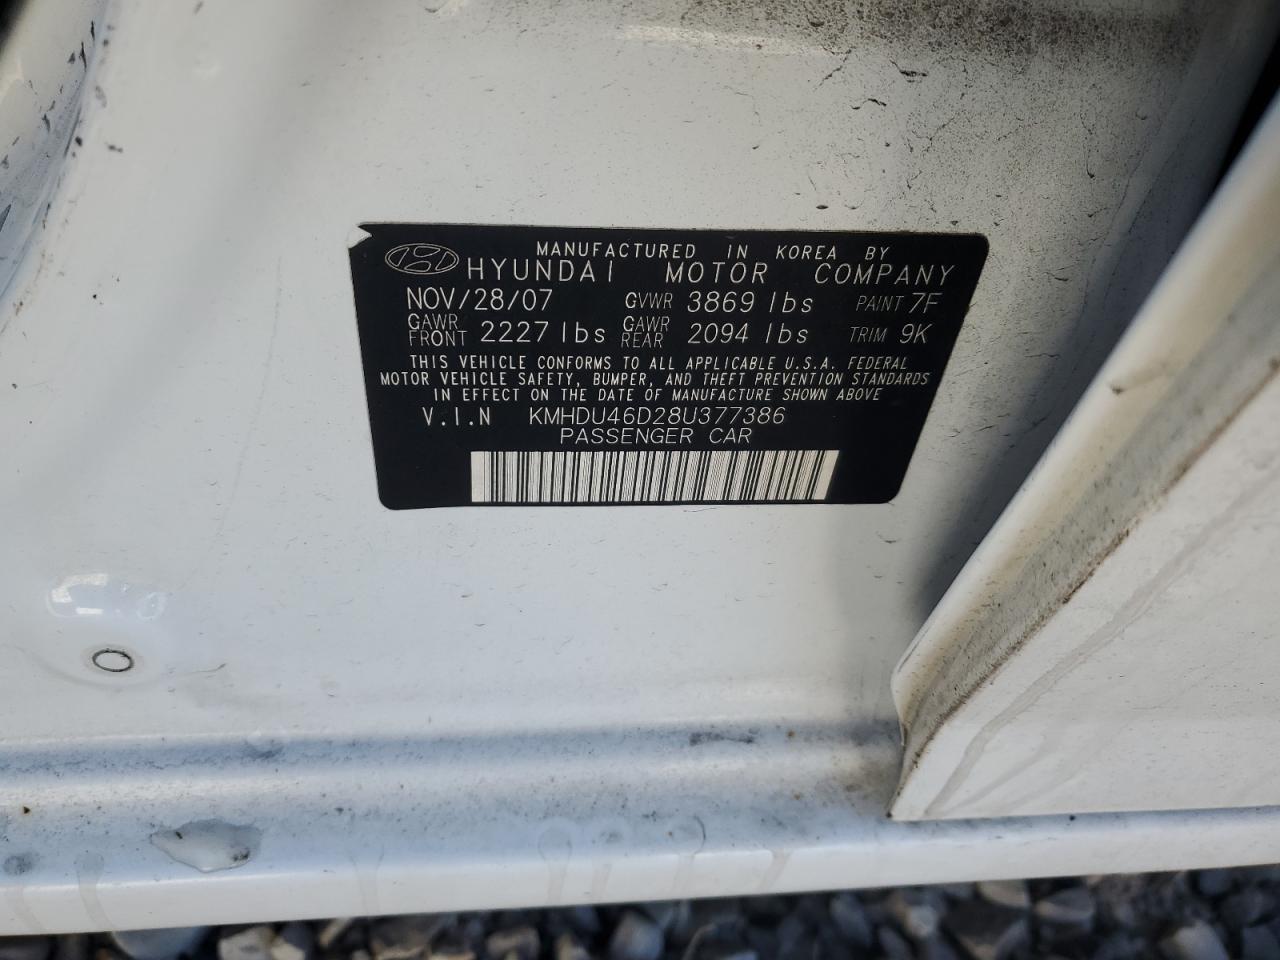 MANUFACTURED IN KOREA BY
HYUNDAI MOTOR COMPANY
NOV/28/07 GVWR 3869 lbs PAINT 7F
GAWR FRONT 2227 lbs GAWR REAR 2094 lbs TRIM 9K
THIS VEHICLE CONFORMS TO ALL APPLICABLE U.S.A. FEDERAL
MOTOR VEHICLE SAFETY, BUMPER, AND THEFT PREVENTION STANDARDS
IN EFFECT ON THE DATE OF MANUFACTURE SHOWN ABOVE
V.I.N KMHDU46D28U377386
PASSENGER CAR